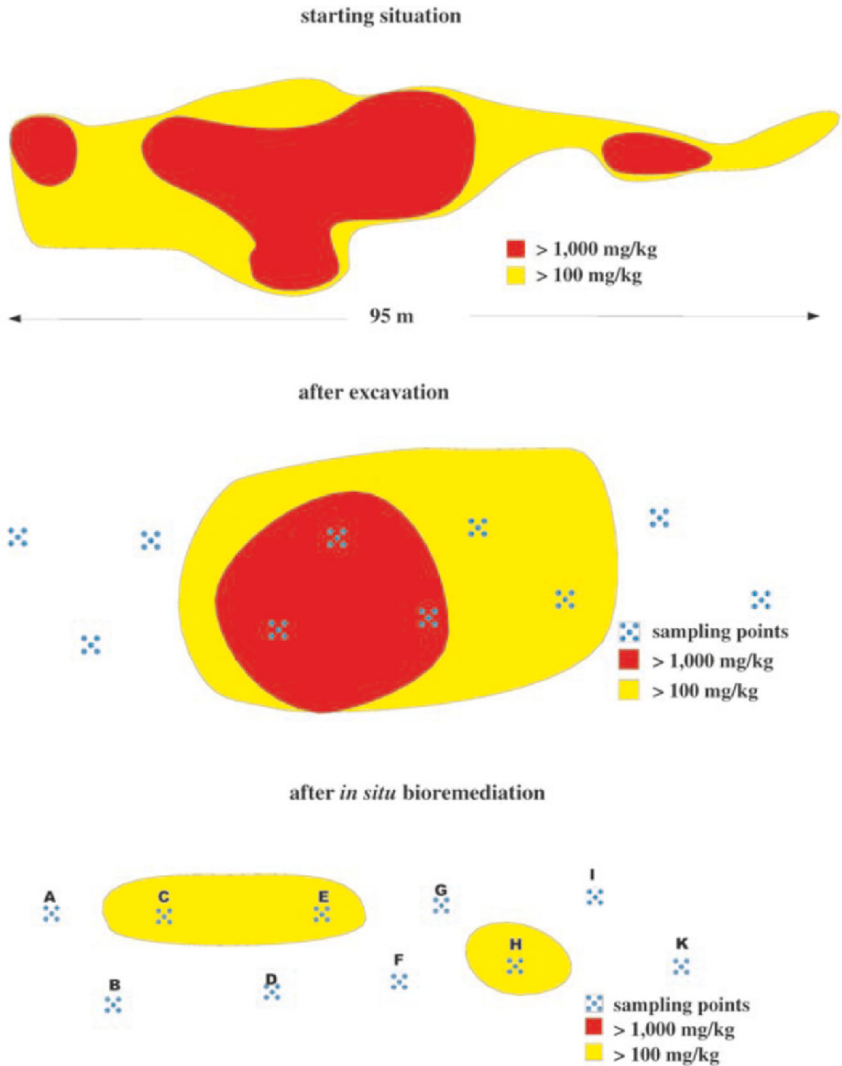 starting situation
> 1,000 mg/kg
> 100 mg/kg
95 m
after excavation
sampling points
> 1,000 mg/kg
> 100 mg/kg
after in situ bioremediation
A
C
E
G
I
B
D
F
H
K
sampling points
> 1,000 mg/kg
> 100 mg/kg